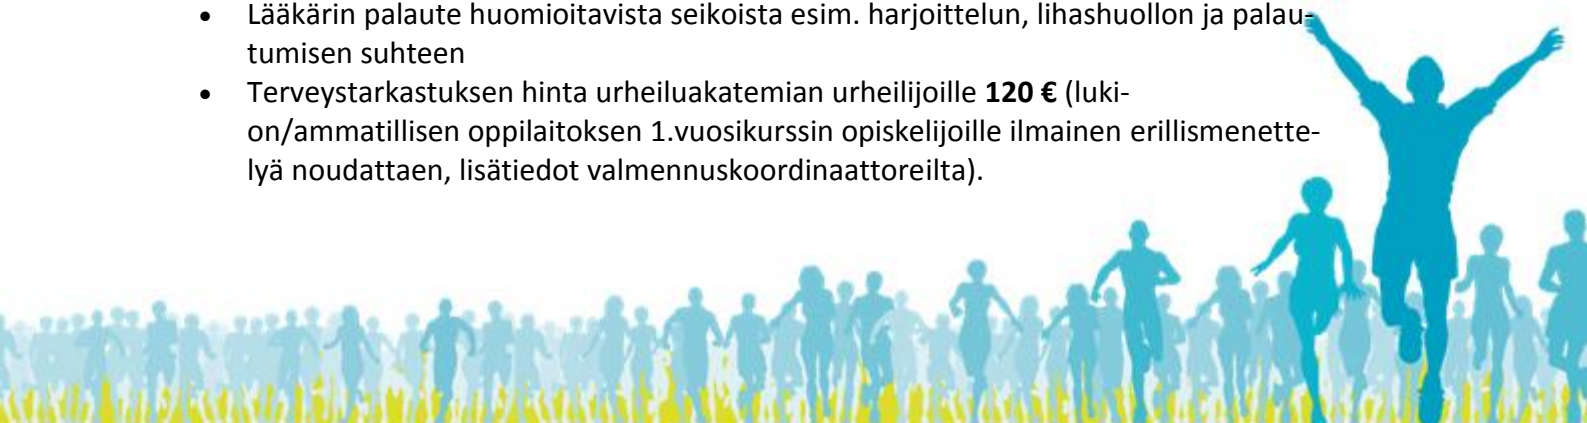 • Lääkärin palaute huomioitavista seikoista esim. harjoittelun, lihashuollon ja palau-
tumisen suhteen
• Terveystarkastuksen hinta urheiluakatemian urheilijoille 120 € (luki-
on/ammatillisen oppilaitoksen 1.vuosikurssin opiskelijoille ilmainen erillismenette-
lyä noudattaen, lisätiedot valmennuskoordinaattoreilta).